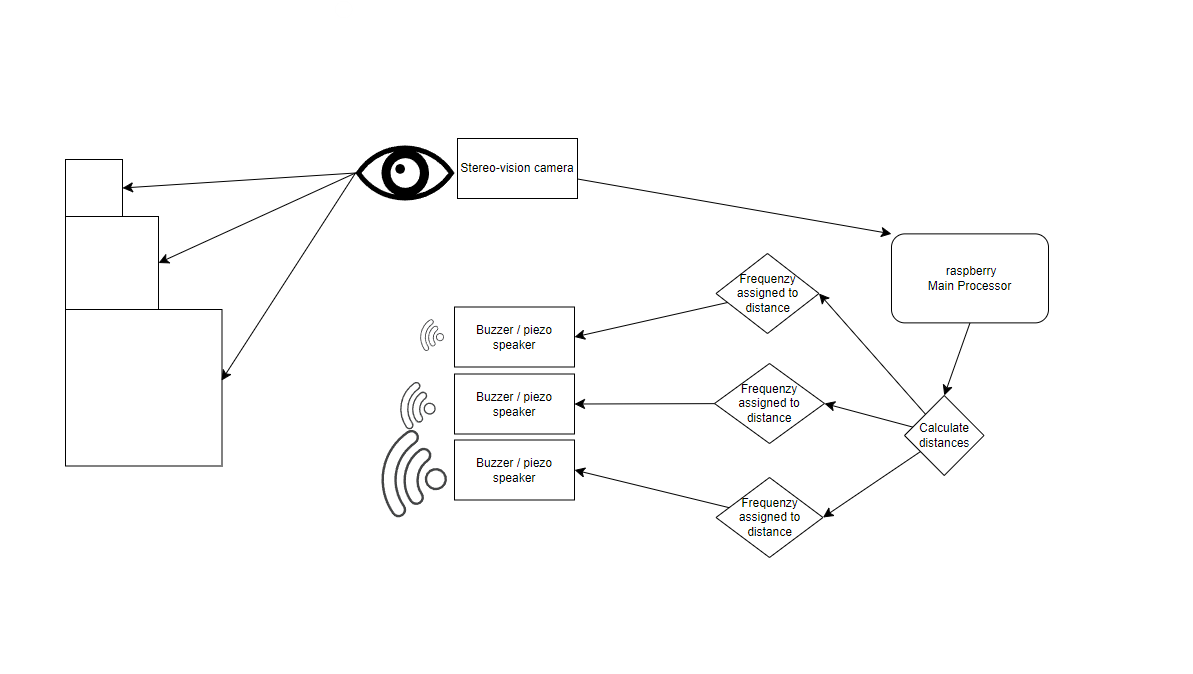 Stereo-vision camera
raspberry
Main Processor
Frequenzy
assigned to
distance
Buzzer / piezo
speaker
Frequenzy
assigned to
distance
Buzzer / piezo
speaker
Calculate
distances
Buzzer / piezo
speaker
Frequenzy
assigned to
distance